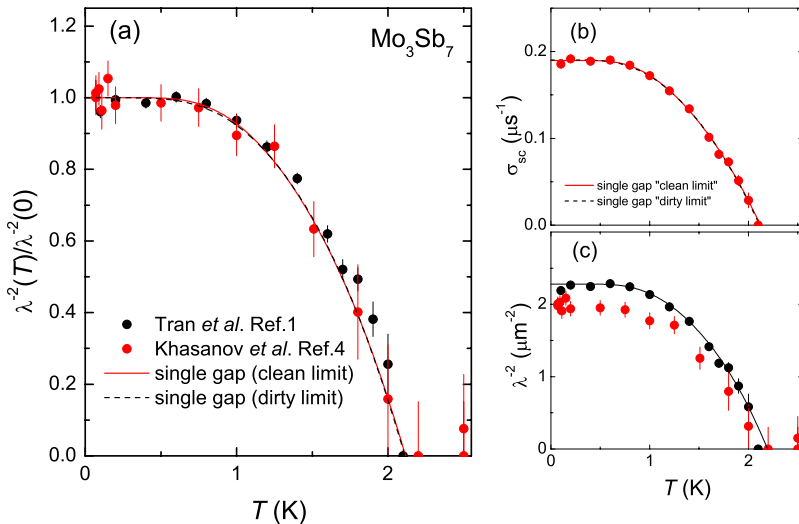 (a)
Mo₃Sb₇
λ⁻²(T)/λ⁻²(0)
1.2
1.0
0.8
0.6
0.4
0.2
0.0
Tran et al. Ref.1
Khasanov et al. Ref.4
single gap (clean limit)
single gap (dirty limit)
0
1
2
T (K)
(b)
σsc (μs⁻¹)
0.2
0.1
0.0
single gap "clean limit"
single gap "dirty limit"
(c)
λ⁻² (μm⁻²)
3
2
1
0
0
1
2
T (K)